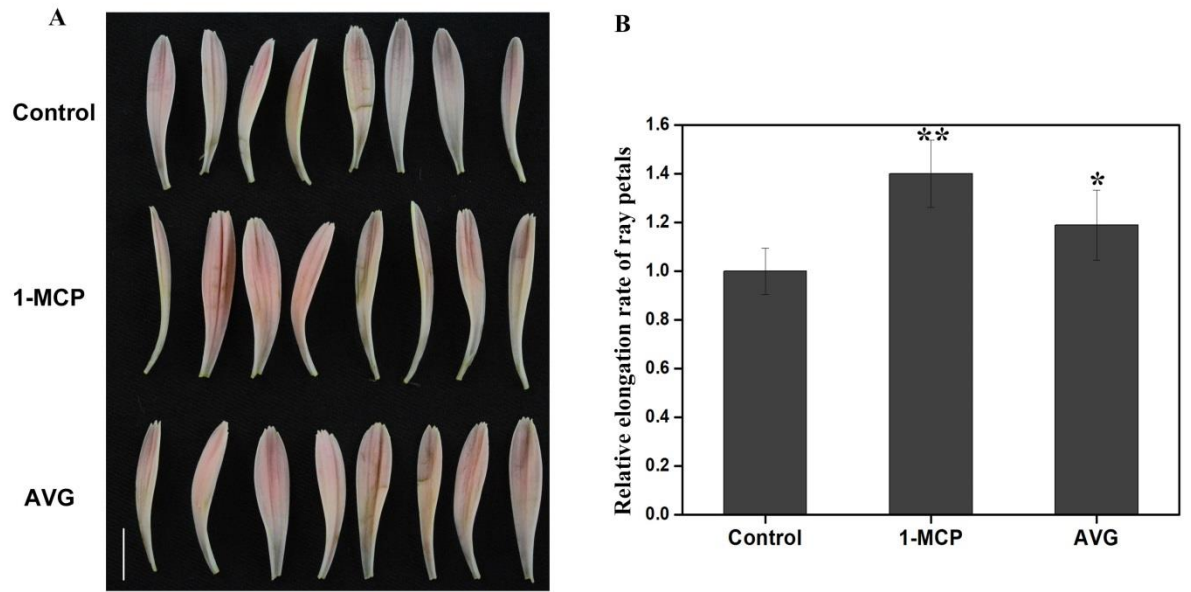 A
Control
1-MCP
AVG
B
Relative elongation rate of ray petals
1.6
1.4
1.2
1.0
0.8
0.6
0.4
0.2
0.0
**
*
Control 1-MCP AVG